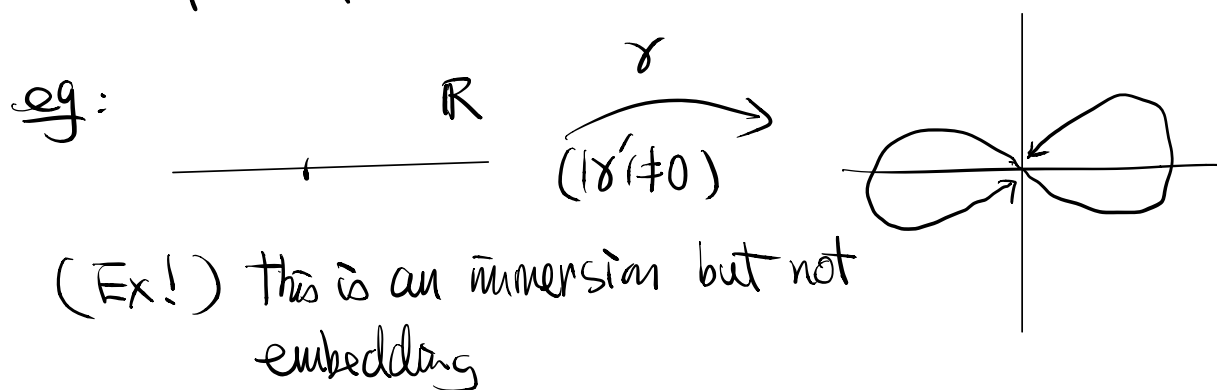 eg: ℝ γ
(|γ'|≠0)
(Ex!) This is an immersion but not
embedding